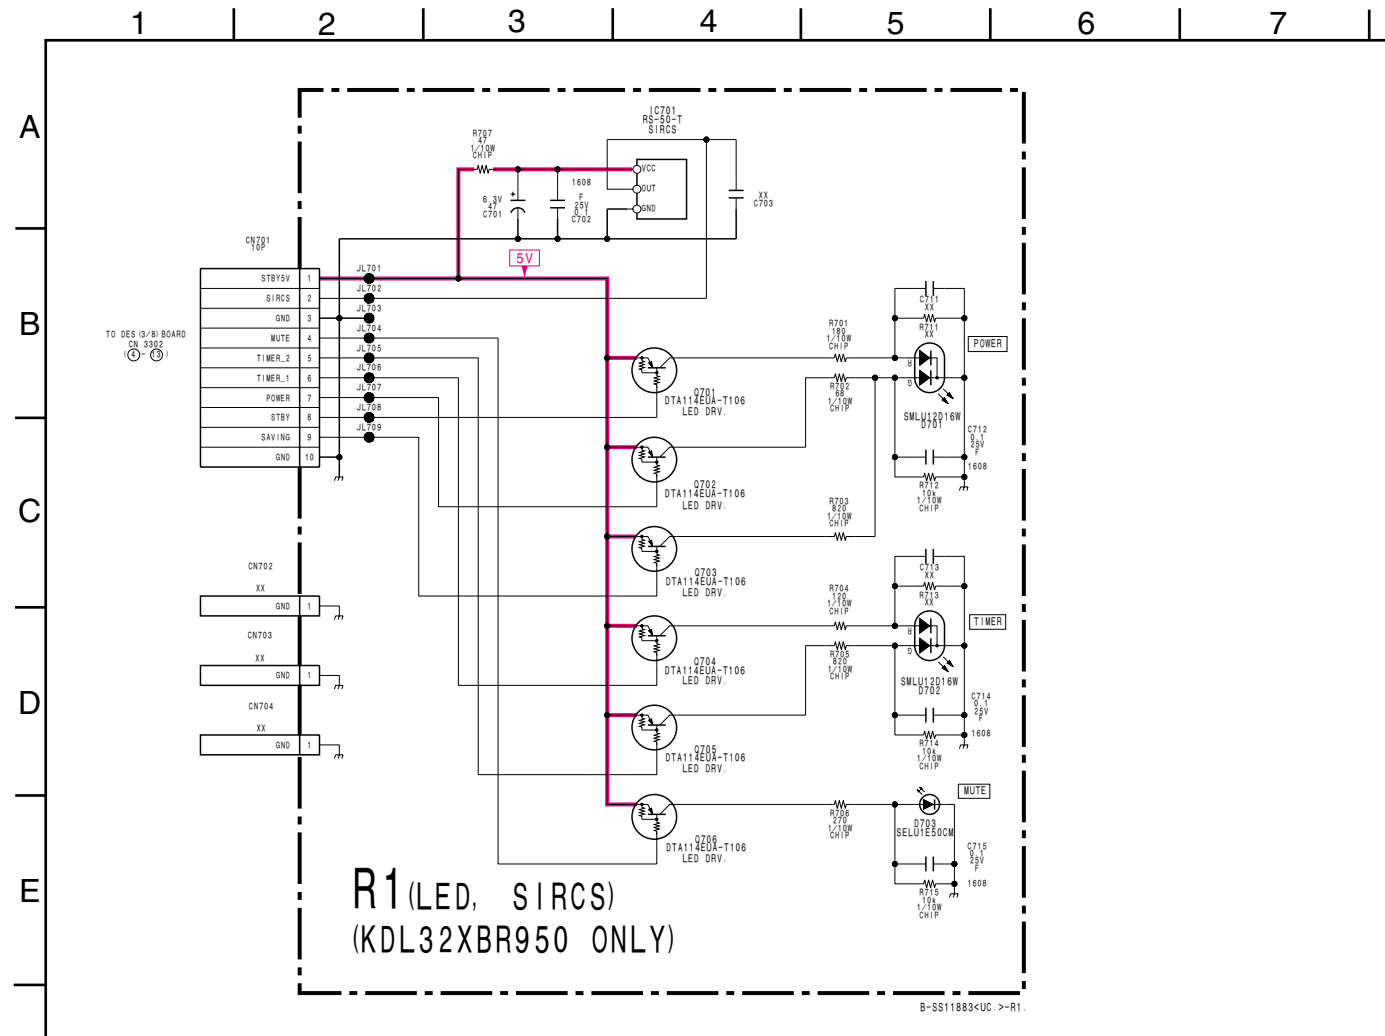 1 2 3 4 5 6 7
A
B
C
D
E
IC701
RS-50-T
SIRCS
R707
47
1/10W
CHIP
VCC
OUT
GND
6.3V
47
C701
+
1608
F
25V
0.1
C702
XX
C703
5V
CN701
10P
STBY5V 1
SIRCS 2
GND 3
MUTE 4
TIMER_2 5
TIMER_1 6
POWER 7
STBY 8
SAVING 9
GND 10
JL701
JL702
JL703
JL704
JL705
JL706
JL707
JL708
JL709
TO DES (3/8) BOARD
CN 3302
(4 - 13)
Q701
DTA114EUA-T106
LED DRV.
Q702
DTA114EUA-T106
LED DRV.
Q703
DTA114EUA-T106
LED DRV.
Q704
DTA114EUA-T106
LED DRV.
Q705
DTA114EUA-T106
LED DRV.
Q706
DTA114EUA-T106
LED DRV.
R701
180
1/10W
CHIP
R702
68
1/10W
CHIP
R703
820
1/10W
CHIP
R704
120
1/10W
CHIP
R705
820
1/10W
CHIP
R706
270
1/10W
CHIP
C711
XX
R711
XX
R
G
POWER
SMLU12D16W
D701
C712
0.1
25V
F
1608
R712
10k
1/10W
CHIP
C713
XX
R713
XX
R
G
TIMER
SMLU12D16W
D702
C714
0.1
25V
F
1608
R714
10k
1/10W
CHIP
MUTE
D703
SELU1E50CM
C715
0.1
25V
F
1608
R715
10k
1/10W
CHIP
CN702
XX
GND 1
CN703
XX
GND 1
CN704
XX
GND 1
R1 (LED, SIRCS)
(KDL32XBR950 ONLY)
B-SS11883<UC.>-R1.